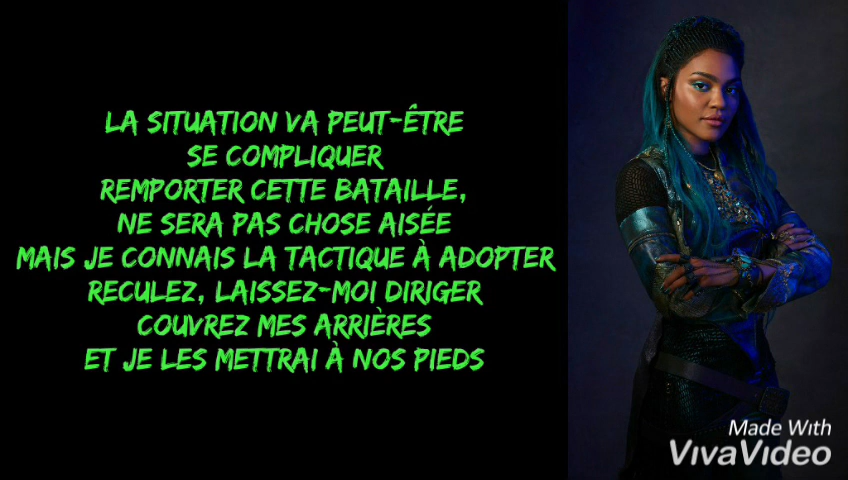 LA SITUATION VA PEUT-ÊTRE
SE COMPLIQUER
REMPORTER CETTE BATAILLE,
NE SERA PAS CHOSE AISÉE
MAIS JE CONNAIS LA TACTIQUE À ADOPTER
RECULEZ, LAISSEZ-MOI DIRIGER
COUVREZ MES ARRIÈRES
ET JE LES METTRAI À NOS PIEDS
Made With
VivaVideo